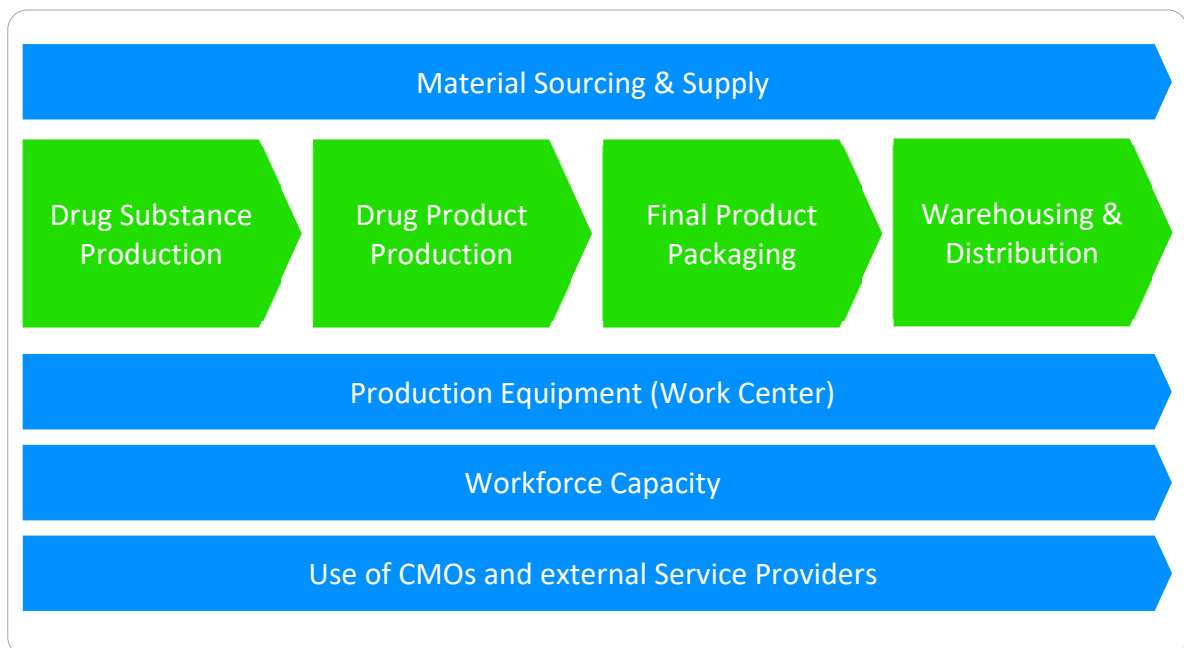 Material Sourcing & Supply
Drug Substance
Production
Drug Product
Production
Final Product
Packaging
Warehousing &
Distribution
Production Equipment (Work Center)
Workforce Capacity
Use of CMOs and external Service Providers